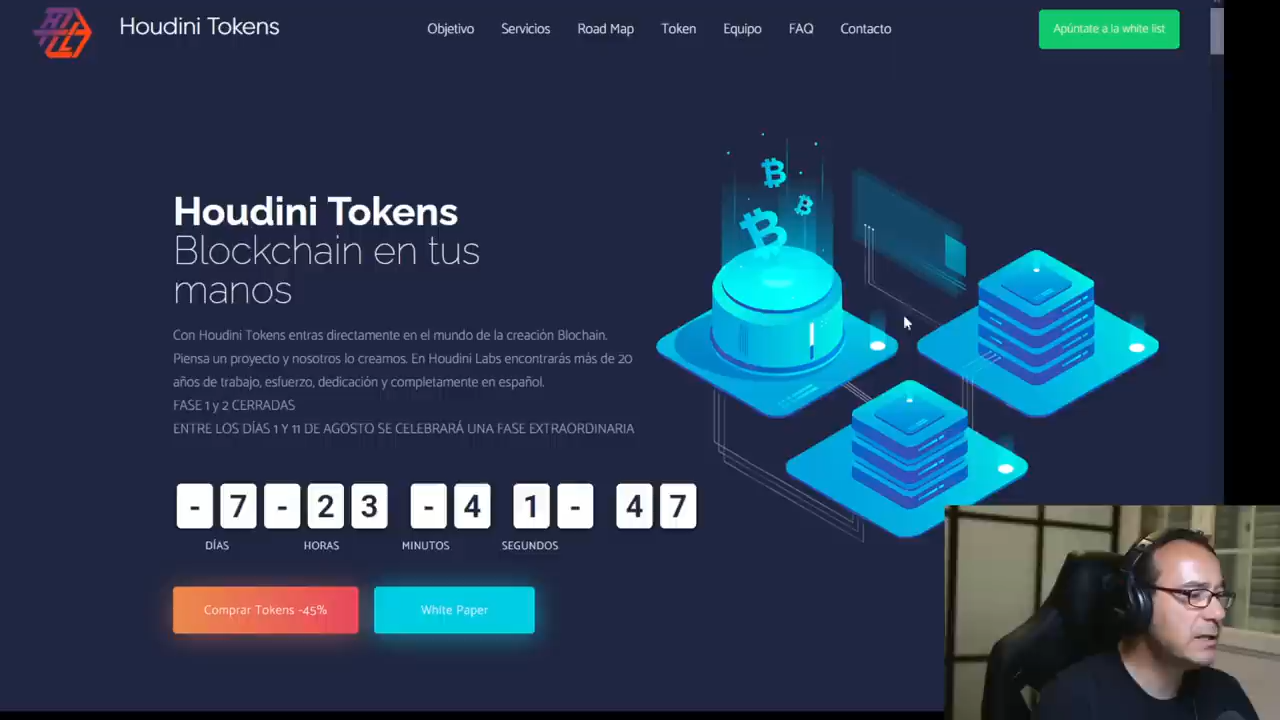 Houdini Tokens
Objetivo Servicios Road Map Token Equipo FAQ Contacto
Apúntate a la white list
Houdini Tokens
Blockchain en tus
manos
Con Houdini Tokens entras directamente en el mundo de la creación Blochain.
Piensa un proyecto y nosotros lo creamos. En Houdini Labs encontrarás más de 20
años de trabajo, esfuerzo, dedicación y completamente en español.
FASE 1 y 2 CERRADAS
ENTRE LOS DÍAS 1 Y 11 DE AGOSTO SE CELEBRARÁ UNA FASE EXTRAORDINARIA
-7-23 -4 1- 47
DÍAS HORAS MINUTOS SEGUNDOS
Comprar Tokens -45% White Paper